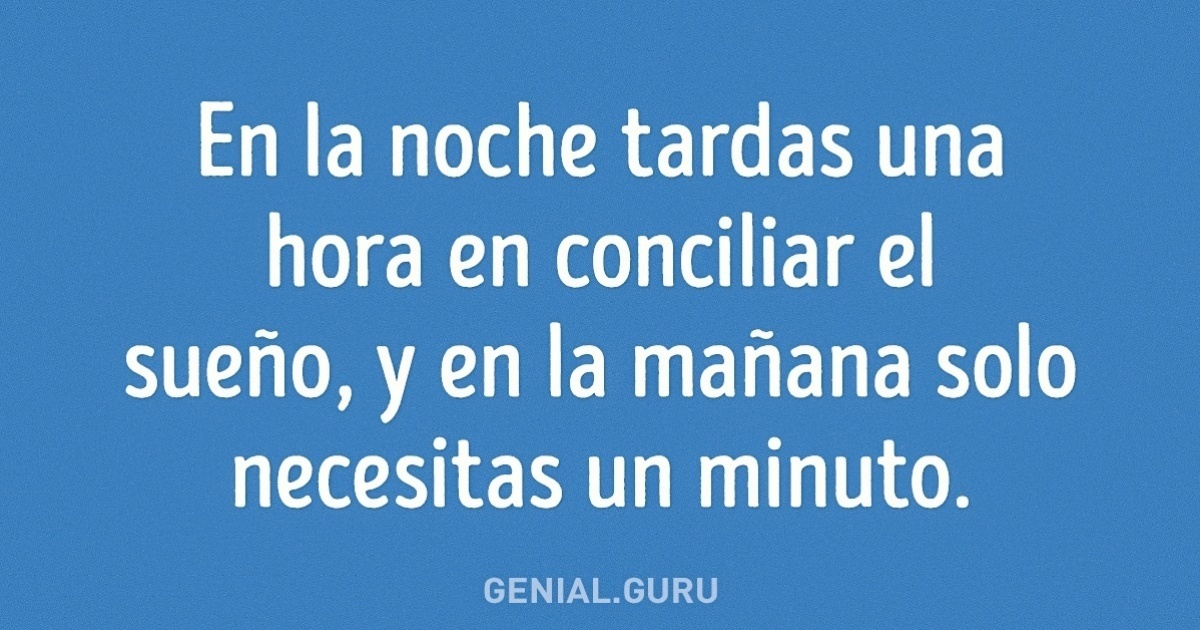 En la noche tardas una
hora en conciliar el
sueño, y en la mañana solo
necesitas un minuto.
GENIAL.GURU